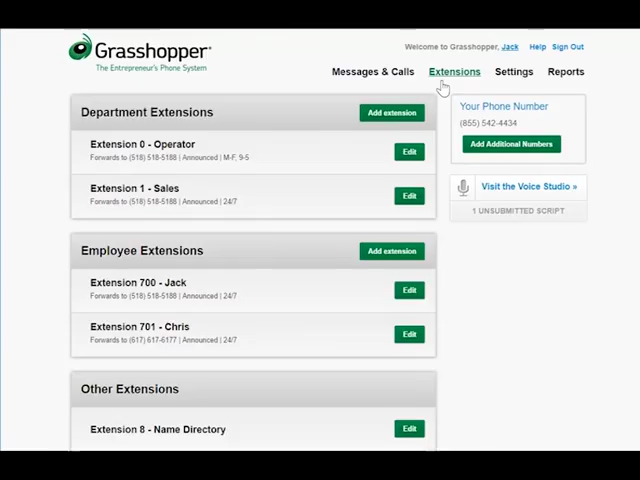 Grasshopper®
The Entrepreneur's Phone System
Welcome to Grasshopper, Jack Help Sign Out
Messages & Calls Extensions Settings Reports
Department Extensions
Add extension
Extension 0 - Operator
Forwards to (518) 518-5188 | Announced | M-F, 9-5
Edit
Extension 1 - Sales
Forwards to (518) 518-5188 | Announced | 24/7
Edit
Employee Extensions
Add extension
Extension 700 - Jack
Forwards to (518) 518-5188 | Announced | 24/7
Edit
Extension 701 - Chris
Forwards to (617) 617-6177 | Announced | 24/7
Edit
Other Extensions
Extension 8 - Name Directory
Edit
Your Phone Number
(855) 542-4434
Add Additional Numbers
Visit the Voice Studio »
1 UNSUBMITTED SCRIPT